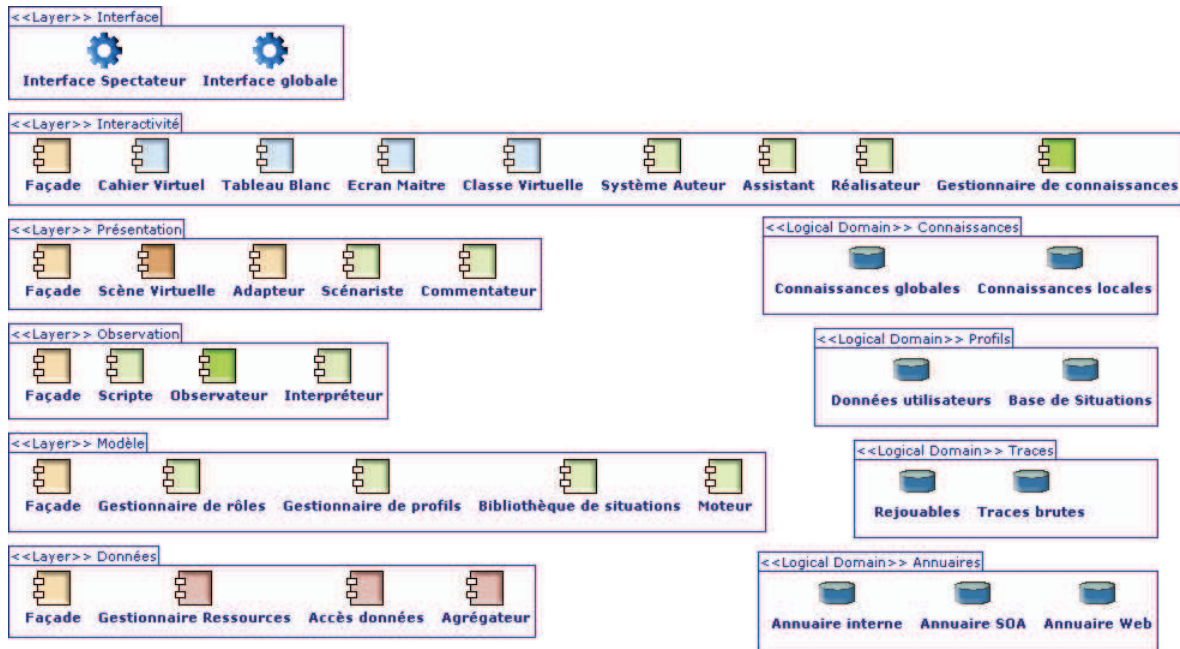 <<Layer>> Interface
Interface Spectateur Interface globale
<<Layer>> Interactivité
Façade Cahier Virtuel Tableau Blanc Ecran Maitre Classe Virtuelle Système Auteur Assistant Réalisateur Gestionnaire de connaissances
<<Layer>> Présentation
Façade Scène Virtuelle Adapteur Scénariste Commentateur
<<Logical Domain>> Connaissances
Connaissances globales Connaissances locales
<<Layer>> Observation
Façade Scripte Observateur Interpréteur
<<Logical Domain>> Profils
Données utilisateurs Base de Situations
<<Layer>> Modèle
Façade Gestionnaire de rôles Gestionnaire de profils Bibliothèque de situations Moteur
<<Logical Domain>> Traces
Rejouables Traces brutes
<<Layer>> Données
Façade Gestionnaire Ressources Accès données Agrégateur
<<Logical Domain>> Annuaires
Annuaire interne Annuaire SOA Annuaire Web